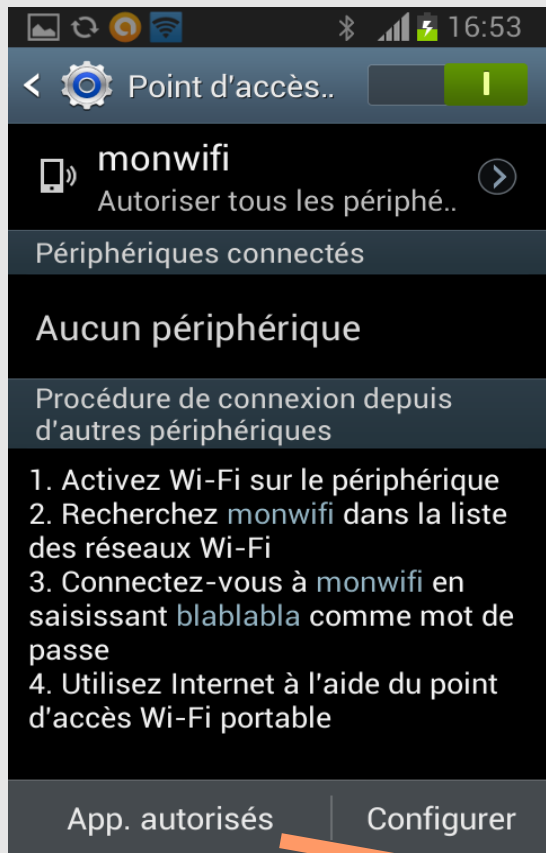 16:53
Point d'accès..
monwifi
Autoriser tous les périphé..
Périphériques connectés
Aucun périphérique
Procédure de connexion depuis
d'autres périphériques
1. Activez Wi-Fi sur le périphérique
2. Recherchez monwifi dans la liste
des réseaux Wi-Fi
3. Connectez-vous à monwifi en
saisissant blablabla comme mot de
passe
4. Utilisez Internet à l'aide du point
d'accès Wi-Fi portable
App. autorisés
Configurer